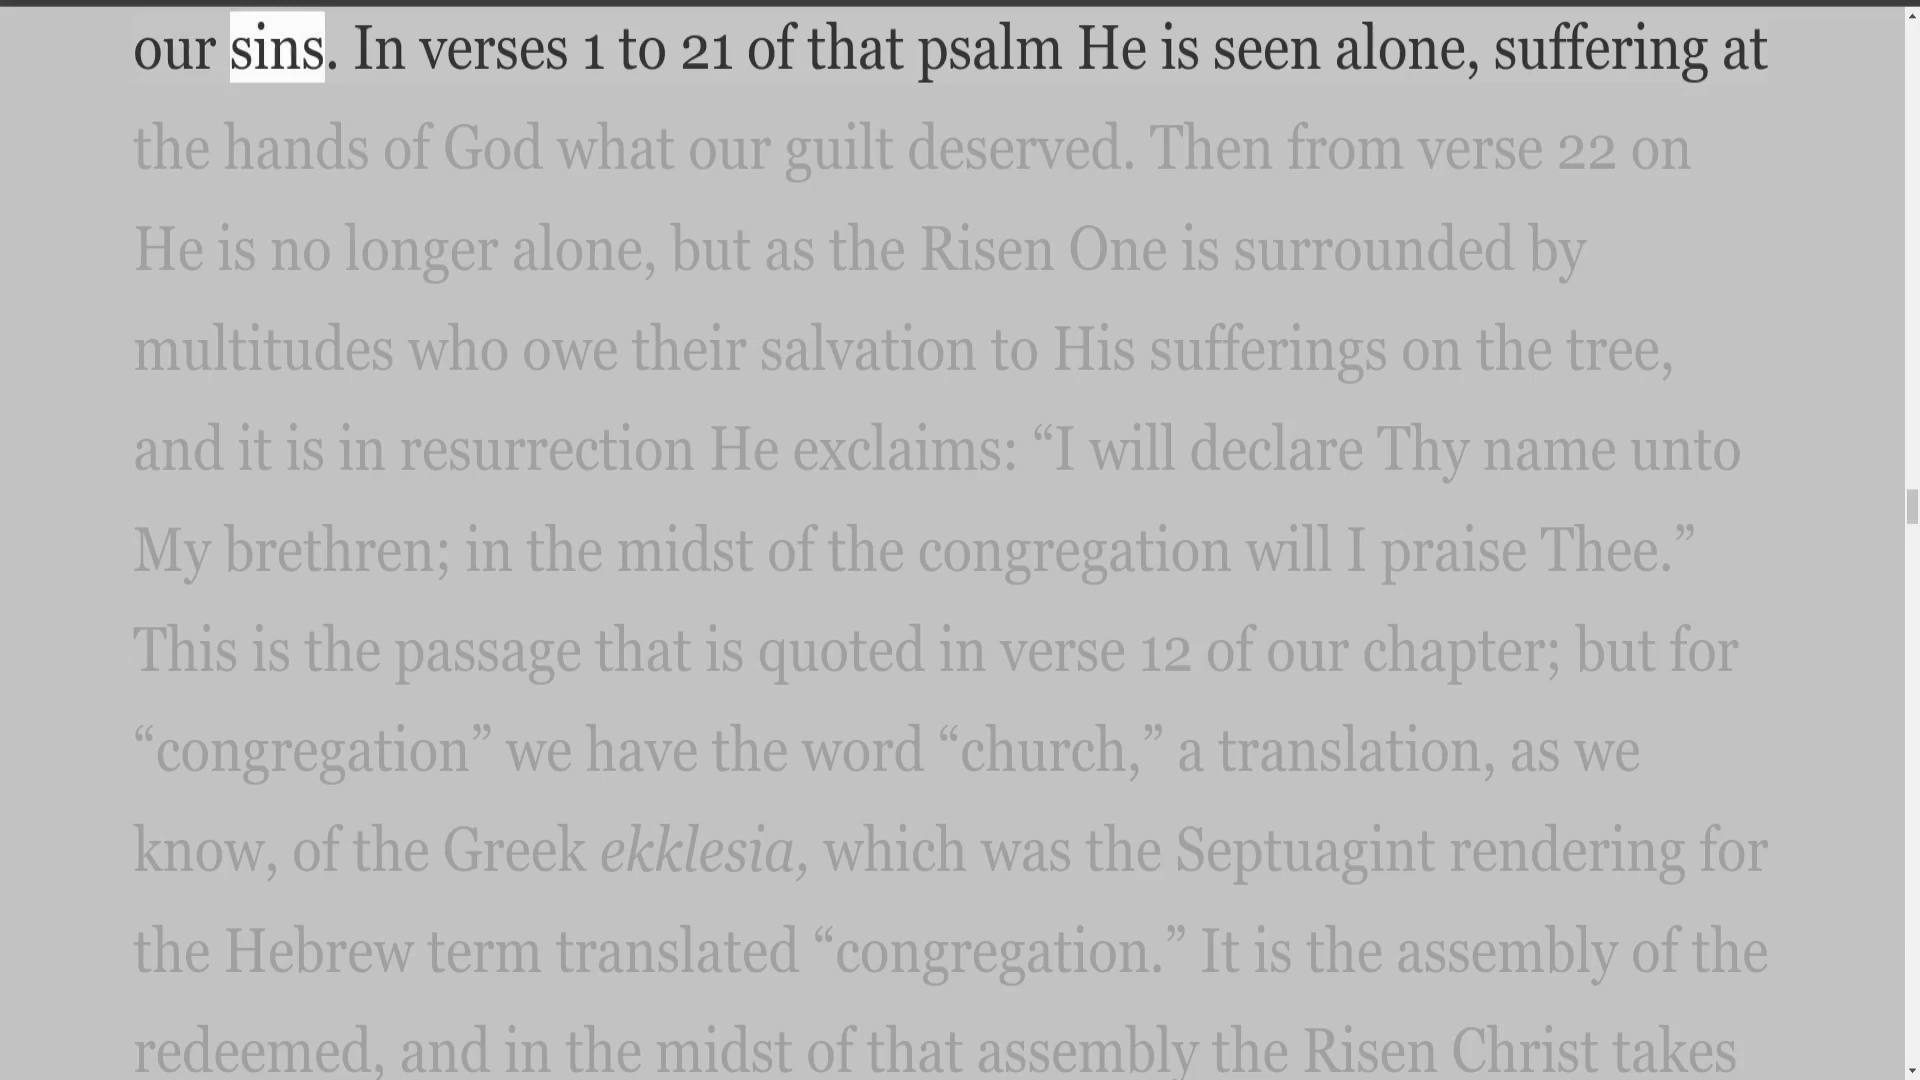 our sins. In verses 1 to 21 of that psalm He is seen alone, suffering at
the hands of God what our guilt deserved. Then from verse 22 on
He is no longer alone, but as the Risen One is surrounded by
multitudes who owe their salvation to His sufferings on the tree,
and it is in resurrection He exclaims: “I will declare Thy name unto
My brethren; in the midst of the congregation will I praise Thee.”
This is the passage that is quoted in verse 12 of our chapter; but for
“congregation” we have the word “church,” a translation, as we
know, of the Greek ekklesia, which was the Septuagint rendering for
the Hebrew term translated “congregation.” It is the assembly of the
redeemed, and in the midst of that assembly the Risen Christ takes